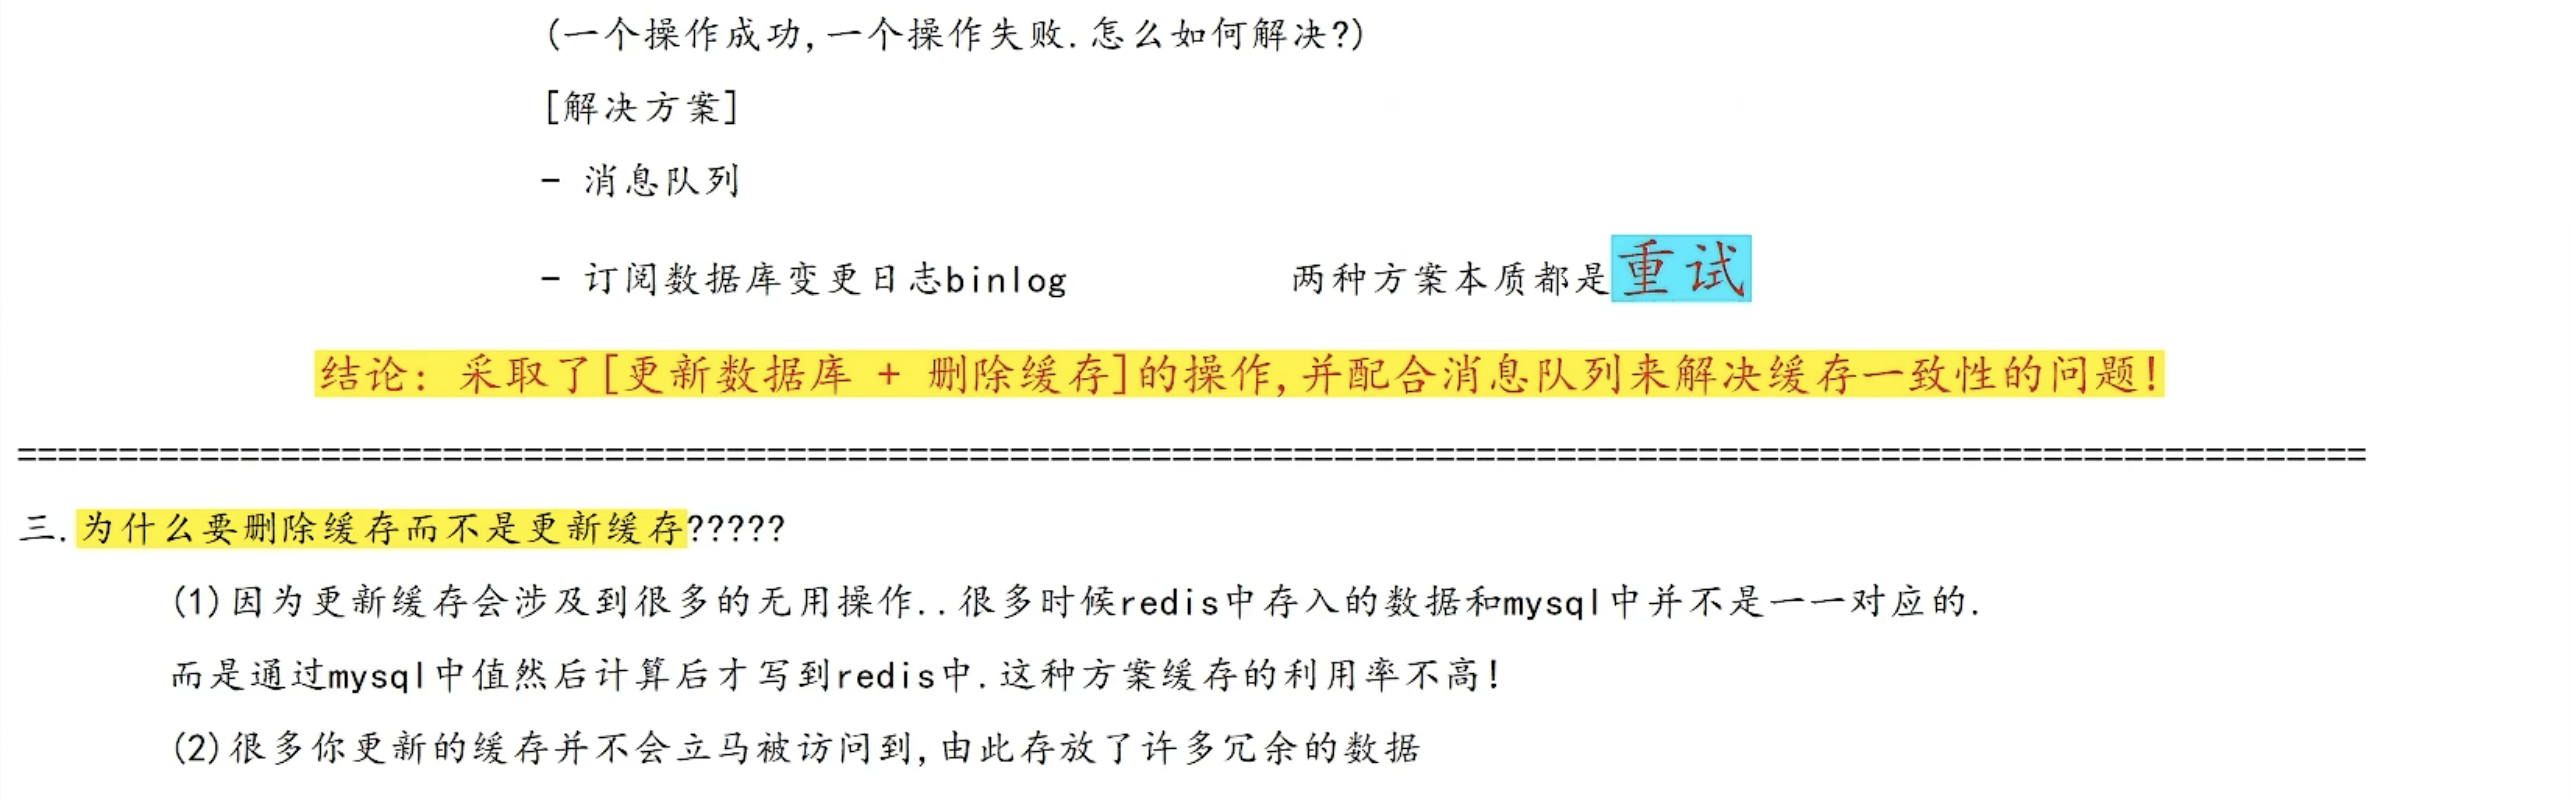 (一个操作成功,一个操作失败.怎么如何解决?)
[解决方案]
- 消息队列
- 订阅数据库变更日志binlog 两种方案本质都是重试
结论: 采取了[更新数据库 + 删除缓存]的操作,并配合消息队列来解决缓存一致性的问题!
====================================================================================================================
三.为什么要删除缓存而不是更新缓存?????
(1)因为更新缓存会涉及到很多的无用操作..很多时候redis中存入的数据和mysql中并不是一一对应的.
而是通过mysql中值然后计算后才写到redis中.这种方案缓存的利用率不高!
(2)很多你更新的缓存并不会立马被访问到,由此存放了许多冗余的数据